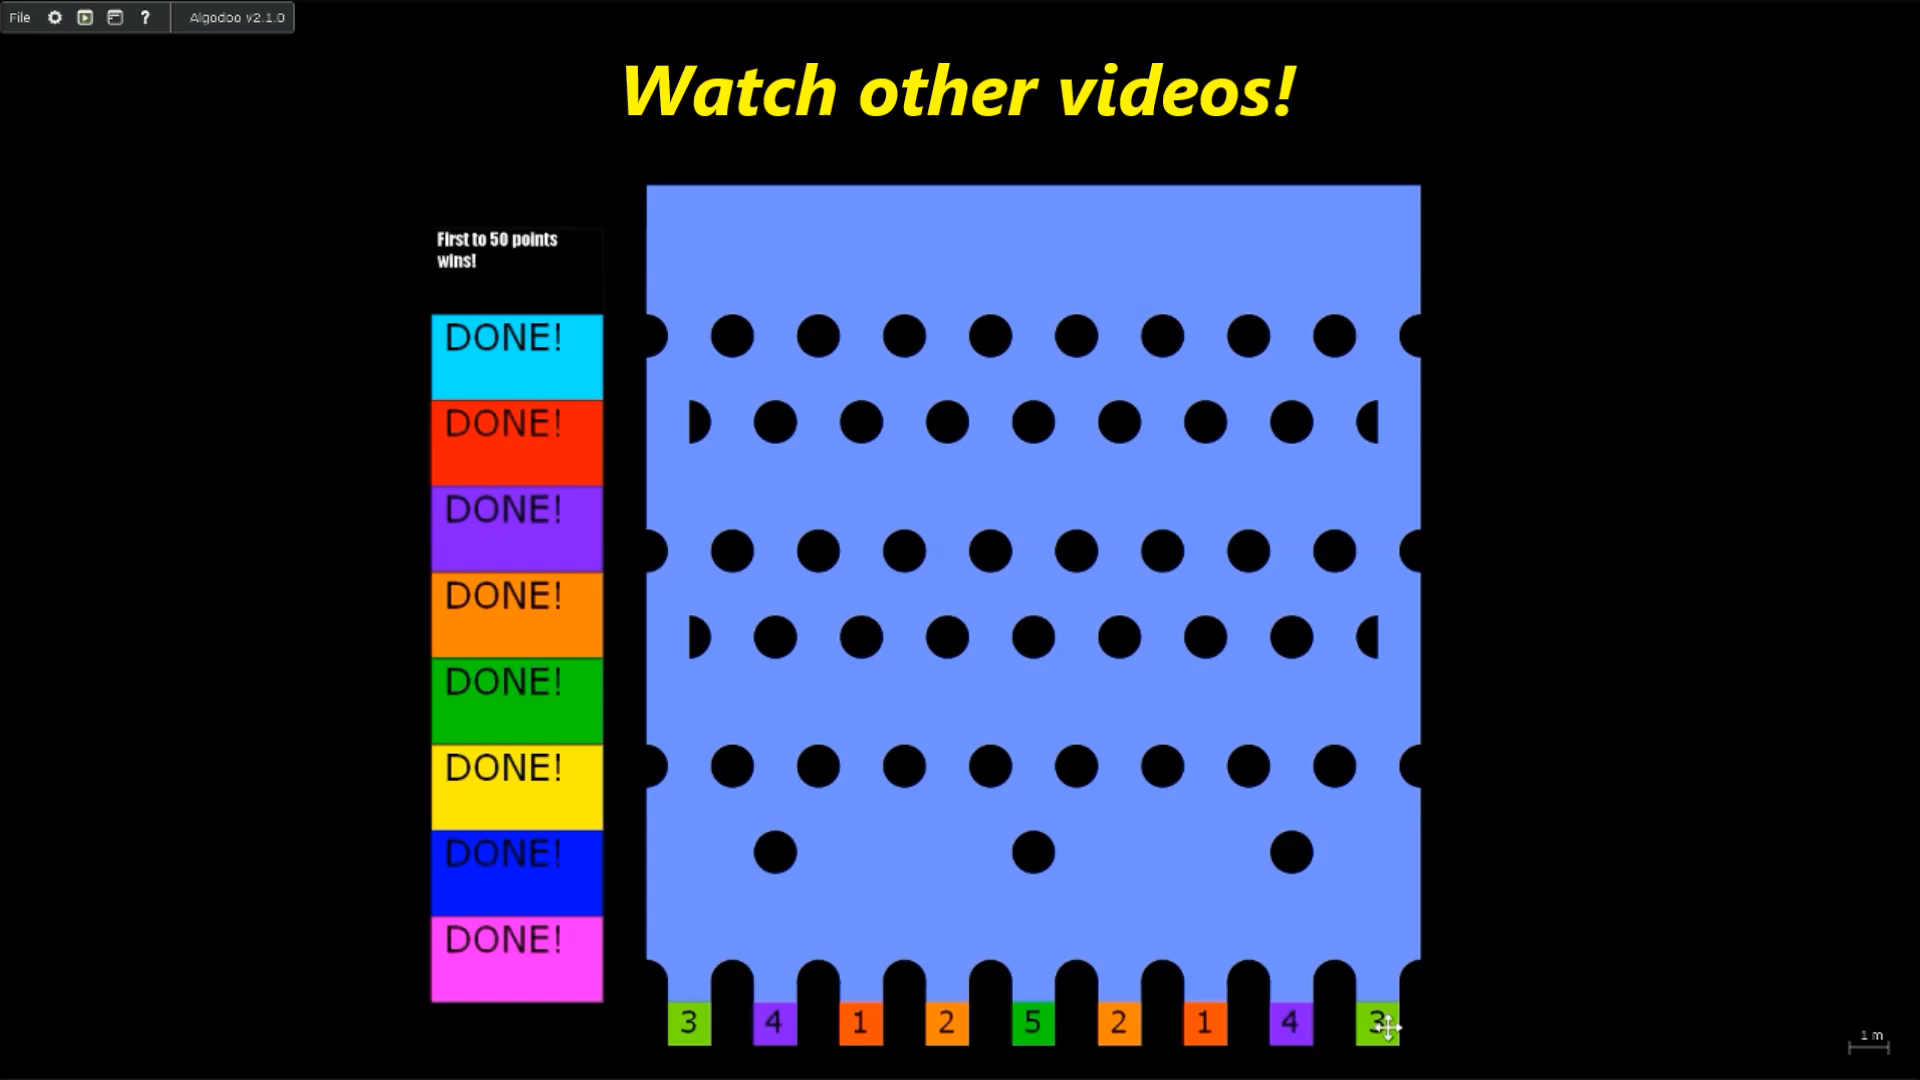 File ? Algodoo v2.1.0
Watch other videos!
First to 50 points
wins!
DONE!
DONE!
DONE!
DONE!
DONE!
DONE!
DONE!
DONE!
3 4 1 2 5 2 1 4 3
1 m